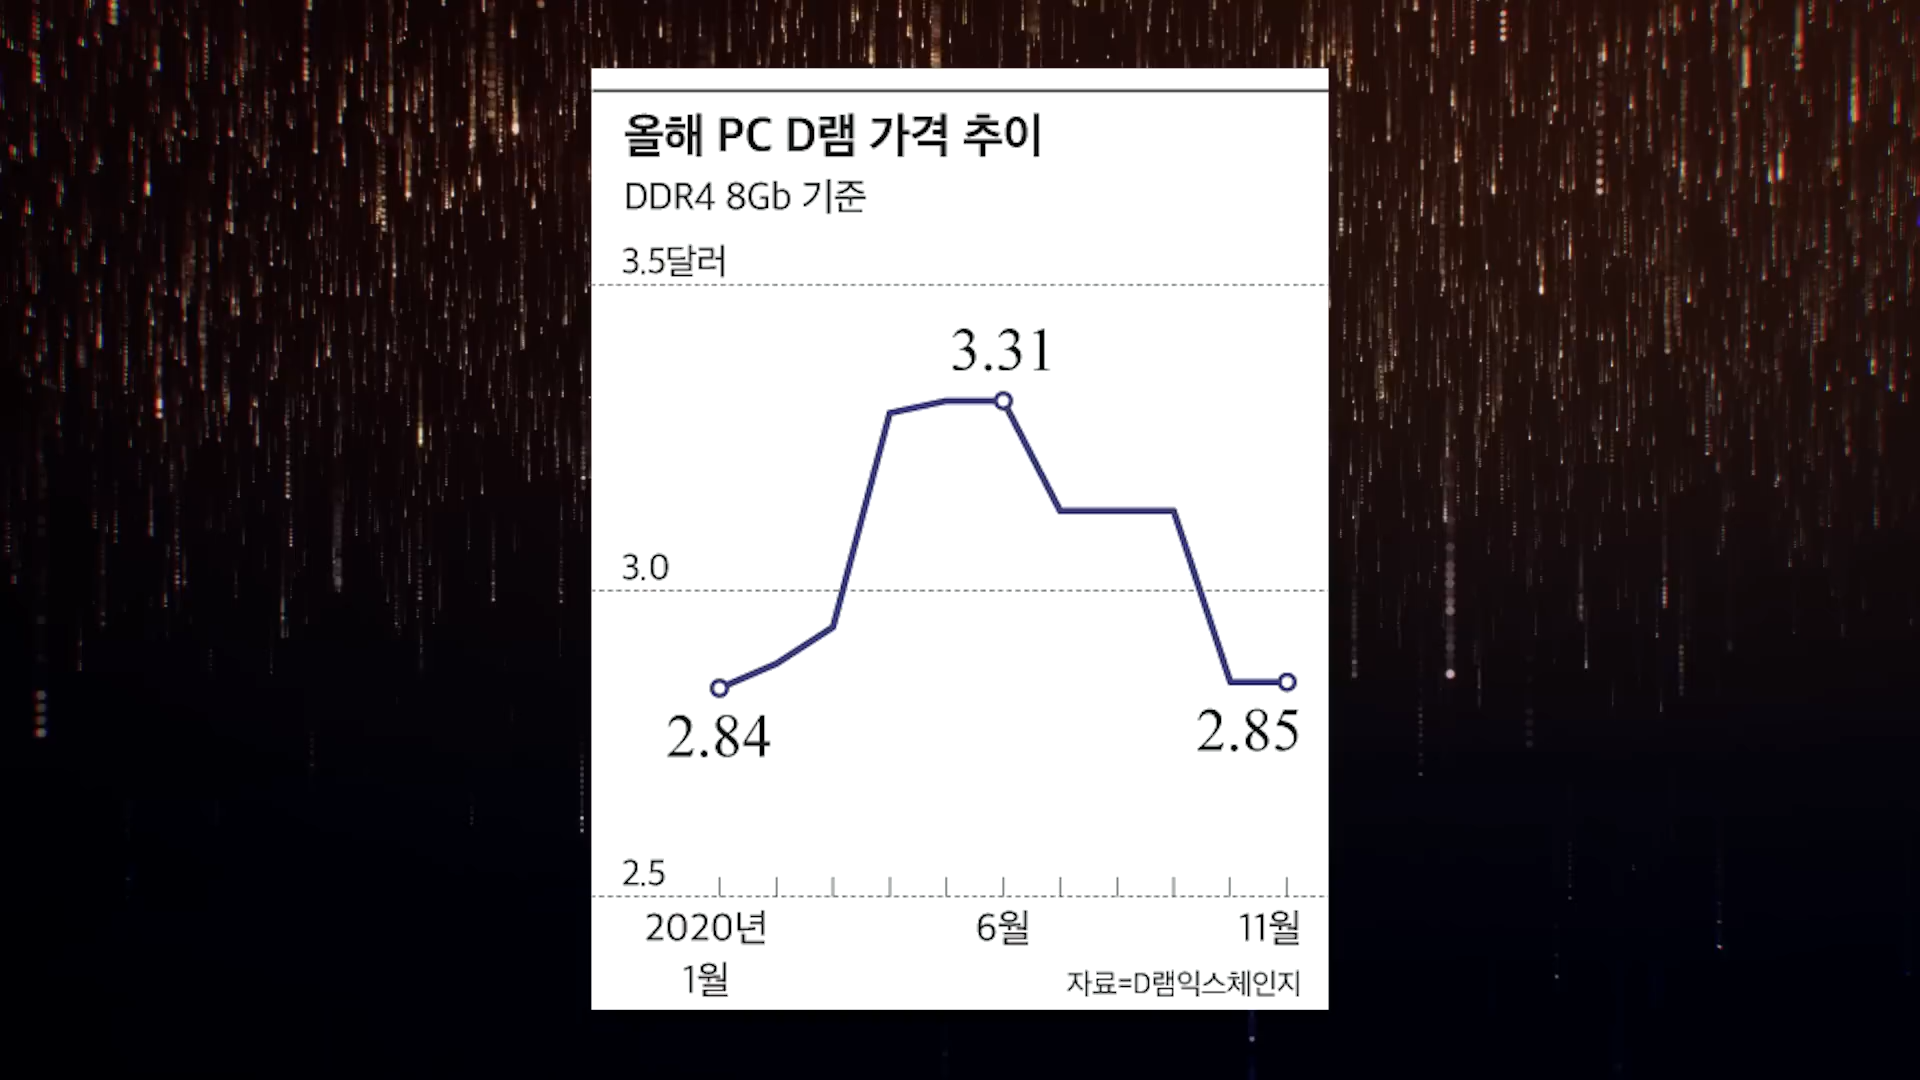 올해 PC D램 가격 추이
DDR4 8Gb 기준
3.5달러
3.31
3.0
2.84
2.85
2.5
2020년
1월
6월
11월
자료=D램익스체인지